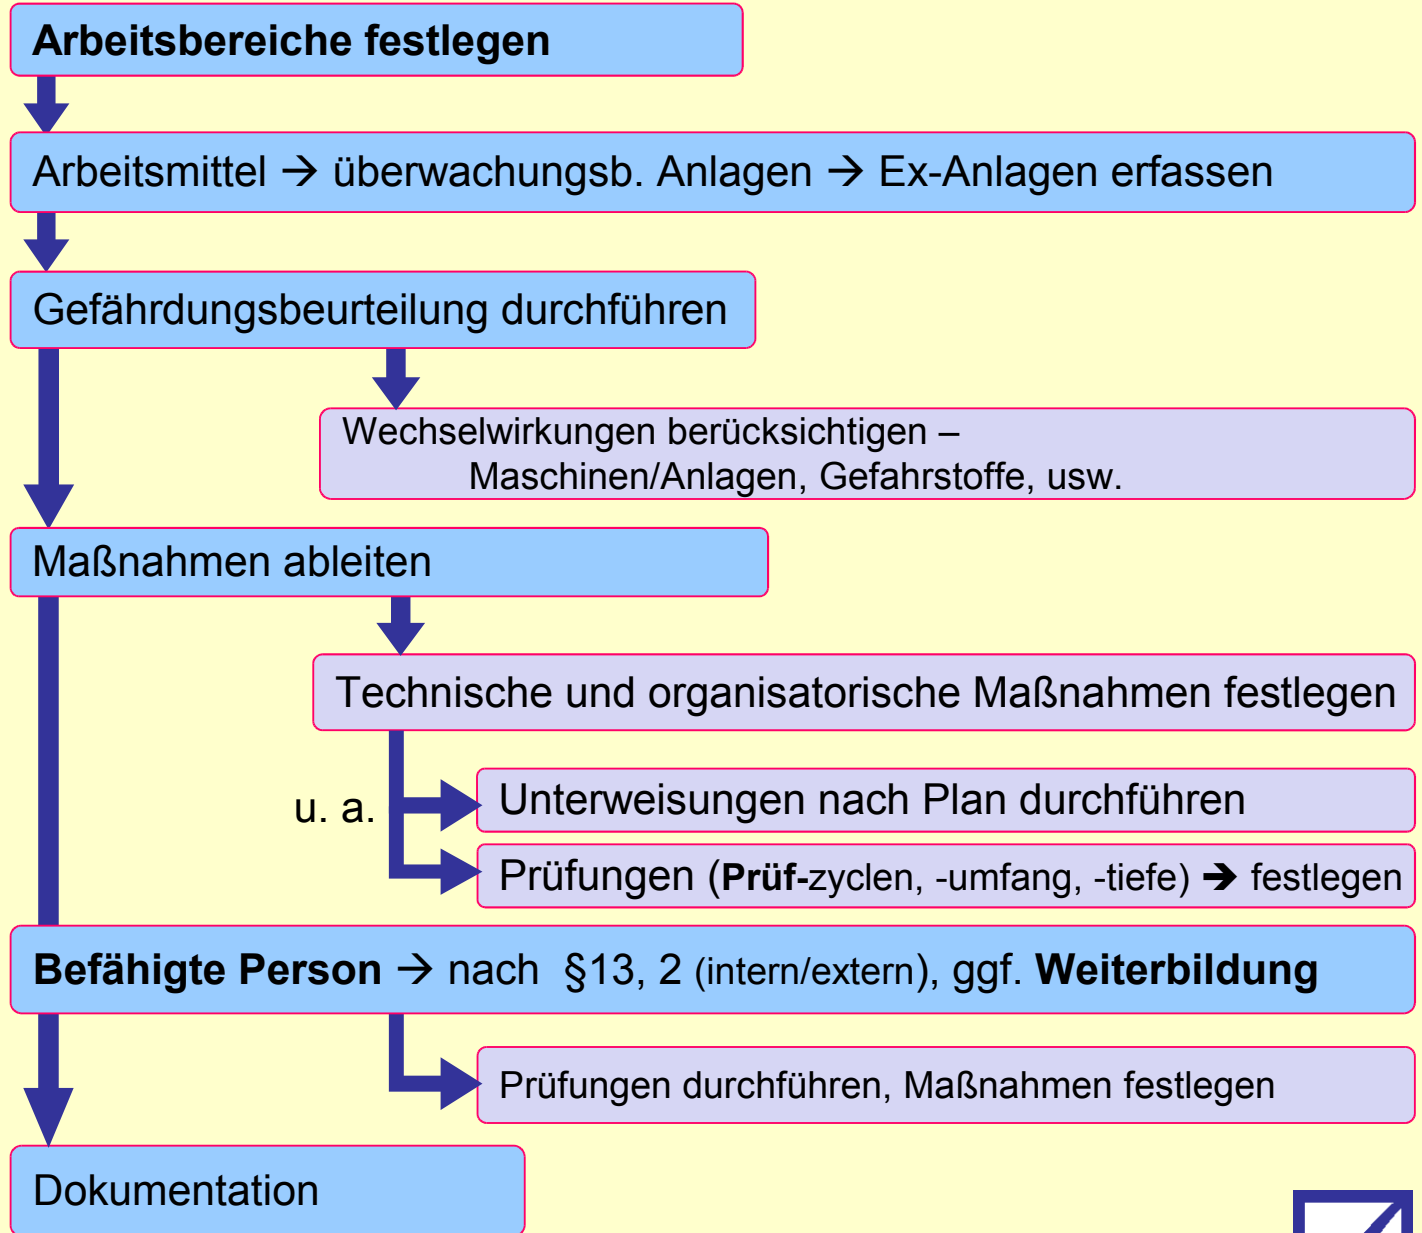 Arbeitsbereiche festlegen
Arbeitsmittel → überwachungsb. Anlagen → Ex-Anlagen erfassen
Gefährdungsbeurteilung durchführen
Wechselwirkungen berücksichtigen –
Maschinen/Anlagen, Gefahrstoffe, usw.
Maßnahmen ableiten
Technische und organisatorische Maßnahmen festlegen
u. a.
Unterweisungen nach Plan durchführen
Prüfungen (Prüf-zyclen, -umfang, -tiefe) ➔ festlegen
Befähigte Person → nach §13, 2 (intern/extern), ggf. Weiterbildung
Prüfungen durchführen, Maßnahmen festlegen
Dokumentation